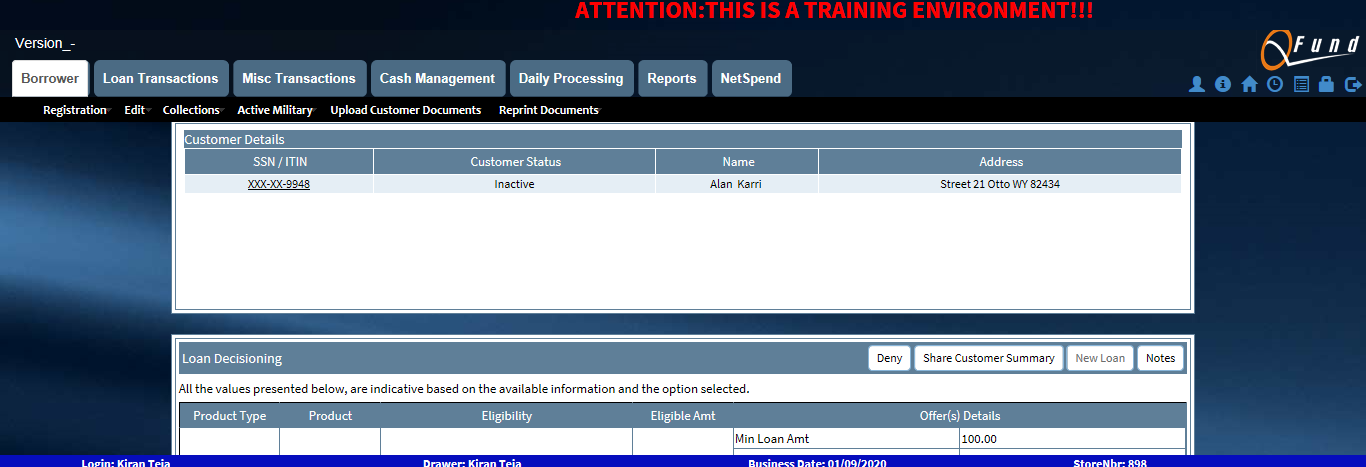 ATTENTION:THIS IS A TRAINING ENVIRONMENT!!!
Version_-
QFund
Borrower Loan Transactions Misc Transactions Cash Management Daily Processing Reports NetSpend
Registration Edit Collections Active Military Upload Customer Documents Reprint Documents
Customer Details
SSN / ITIN Customer Status Name Address
XXX-XX-9948 Inactive Alan Karri Street 21 Otto WY 82434
Loan Decisioning Deny Share Customer Summary New Loan Notes
All the values presented below, are indicative based on the available information and the option selected.
Product Type Product Eligibility Eligible Amt Offer(s) Details
Min Loan Amt 100.00
Login: Kiran Teja Drawer: Kiran Teja Business Date: 01/09/2020 StoreNbr: 898